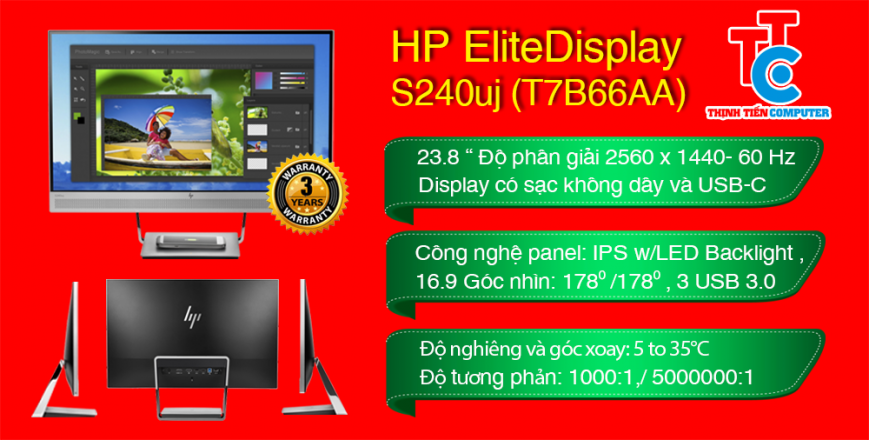 HP EliteDisplay
S240uj (T7B66AA)
TTC
THỊNH TIẾN COMPUTER
23.8 “ Độ phân giải 2560 x 1440- 60 Hz
Display có sạc không dây và USB-C
WARRANTY
3
YEARS
WARRANTY
Công nghệ panel: IPS w/LED Backlight ,
16.9 Góc nhìn: 178⁰ /178⁰ , 3 USB 3.0
Độ nghiêng và góc xoay: 5 to 35°C
Độ tương phản: 1000:1,/ 5000000:1
hp